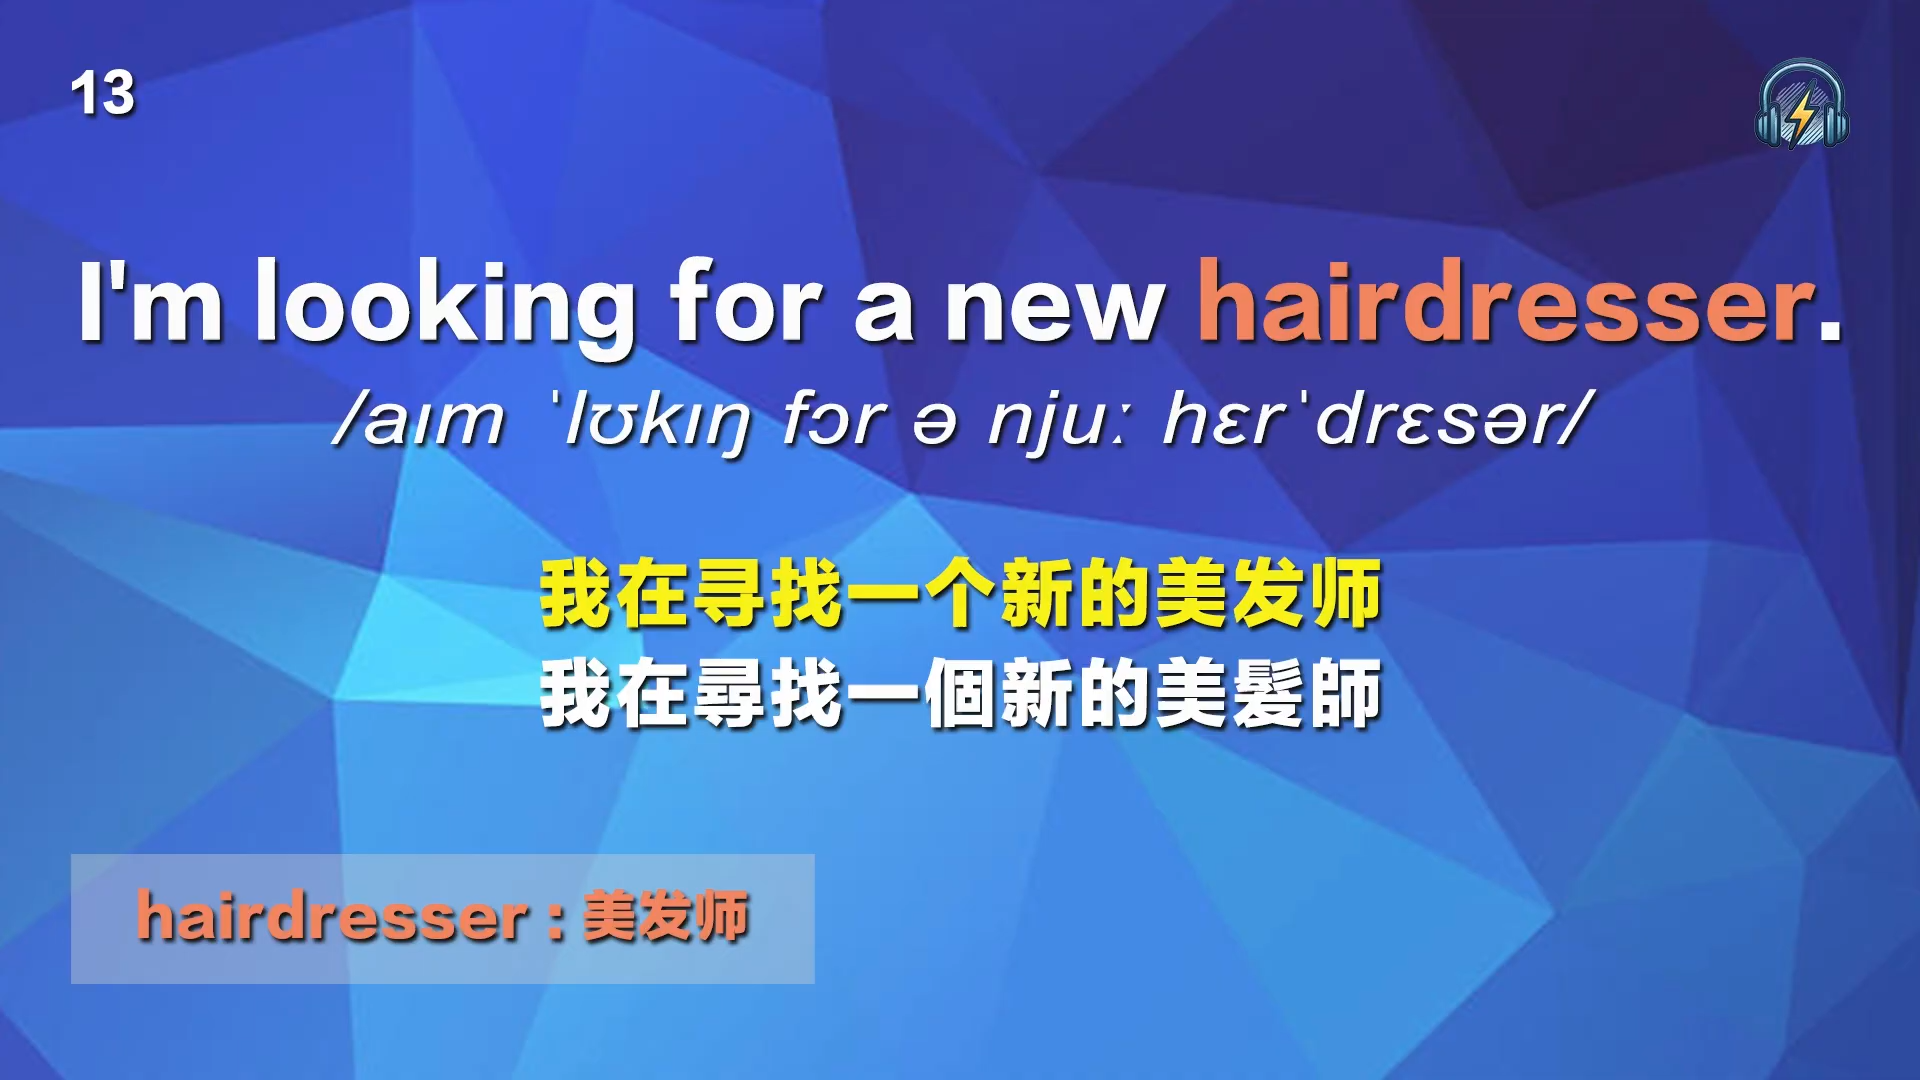 13
I'm looking for a new hairdresser.
/aɪm ˈlʊkɪŋ fɔr ə njuː hɛrˈdrɛsər/
我在寻找一个新的美发师
我在尋找一個新的美髮師
hairdresser : 美发师